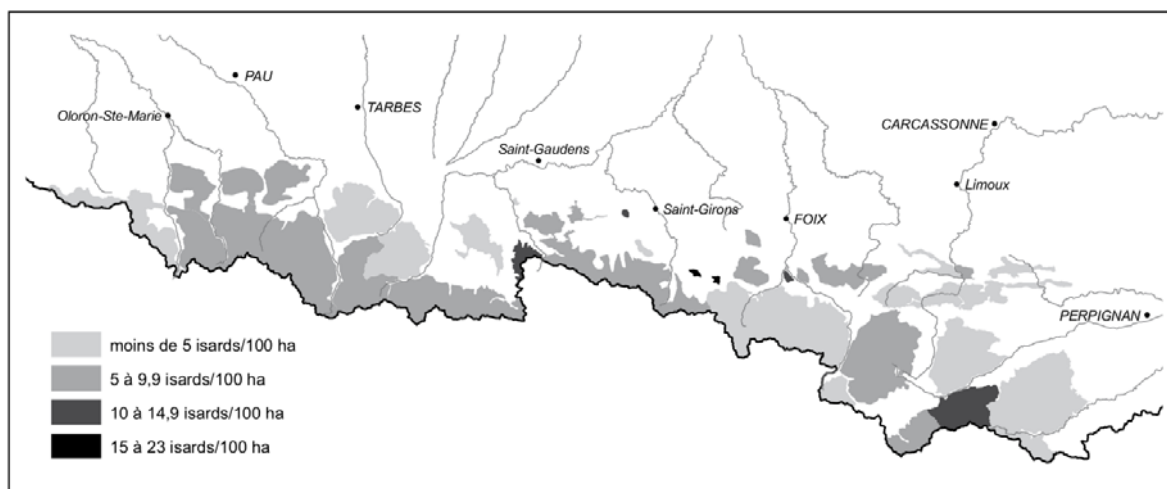 PAU
TARBES
Oloron-Ste-Marie
CARCASSONNE
Saint-Gaudens
Limoux
Saint-Girons
FOIX
PERPIGNAN
moins de 5 isards/100 ha
5 à 9,9 isards/100 ha
10 à 14,9 isards/100 ha
15 à 23 isards/100 ha